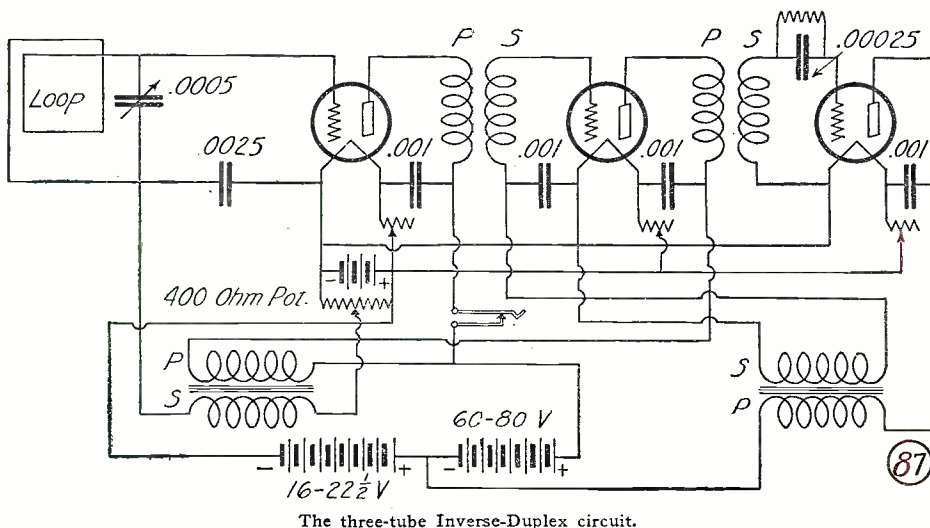 P S P S .00025
LOOP .0005
.0025 .001 .001 .001 .001
- +
400 Ohm Pot.
P S
S P
60-80 V
- + - +
16-22½ V
87
The three-tube Inverse-Duplex circuit.